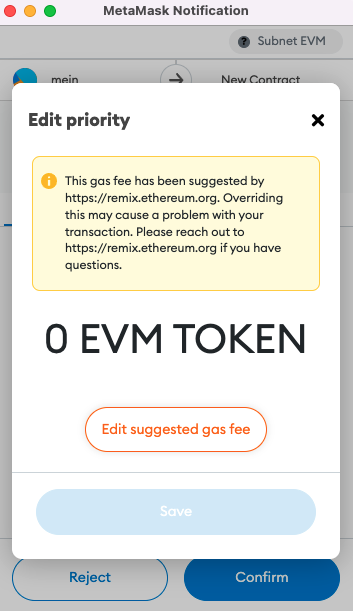 MetaMask Notification
? Subnet EVM
mein
New Contract
Edit priority
This gas fee has been suggested by
https://remix.ethereum.org. Overriding
this may cause a problem with your
transaction. Please reach out to
https://remix.ethereum.org if you have
questions.
0 EVM TOKEN
Edit suggested gas fee
Save
Reject
Confirm